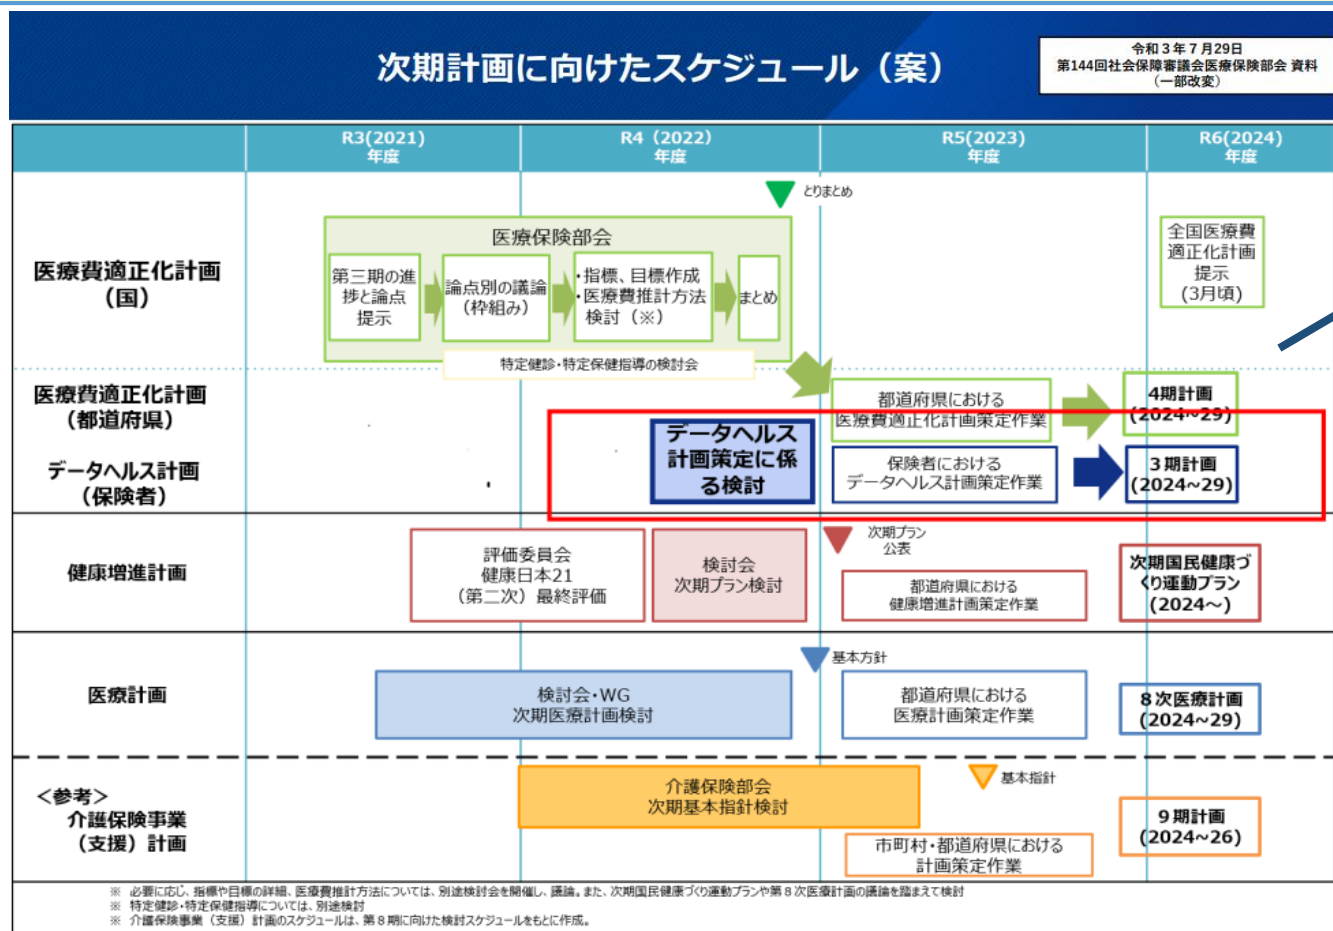 次期計画に向けたスケジュール（案）
令和３年７月29日
第144回社会保障審議会医療保険部会 資料
（一部改変）
R3(2021)
年度
R4（2022）
年度
R5(2023)
年度
R6(2024)
年度
医療費適正化計画
（国）
とりまとめ
医療保険部会
第三期の進
捗と論点
提示
論点別の議論
（枠組み）
・指標、目標作成
・医療費推計方法
検討（※）
まとめ
特定健診・特定保健指導の検討会
全国医療費
適正化計画
提示
(3月頃)
医療費適正化計画
（都道府県）
都道府県における
医療費適正化計画策定作業
4期計画
(2024~29)
データヘルス計画
（保険者）
データヘルス
計画策定に係
る検討
保険者における
データヘルス計画策定作業
３期計画
(2024~29)
健康増進計画
評価委員会
健康日本21
（第二次）最終評価
検討会
次期プラン検討
次期プラン
公表
都道府県における
健康増進計画策定作業
次期国民健康づ
くり運動プラン
(2024～)
医療計画
検討会・WG
次期医療計画検討
基本方針
都道府県における
医療計画策定作業
８次医療計画
(2024~29)
＜参考＞
介護保険事業
（支援）計画
介護保険部会
次期基本指針検討
基本指針
市町村・都道府県における
計画策定作業
９期計画
(2024~26)
※　必要に応じ、指標や目標の詳細、医療費推計方法については、別途検討会を開催し、議論。また、次期国民健康づくり運動プランや第８次医療計画の議論を踏まえて検討
※　特定健診・特定保健指導については、別途検討
※　介護保険事業（支援）計画のスケジュールは、第８期に向けた検討スケジュールをもとに作成。